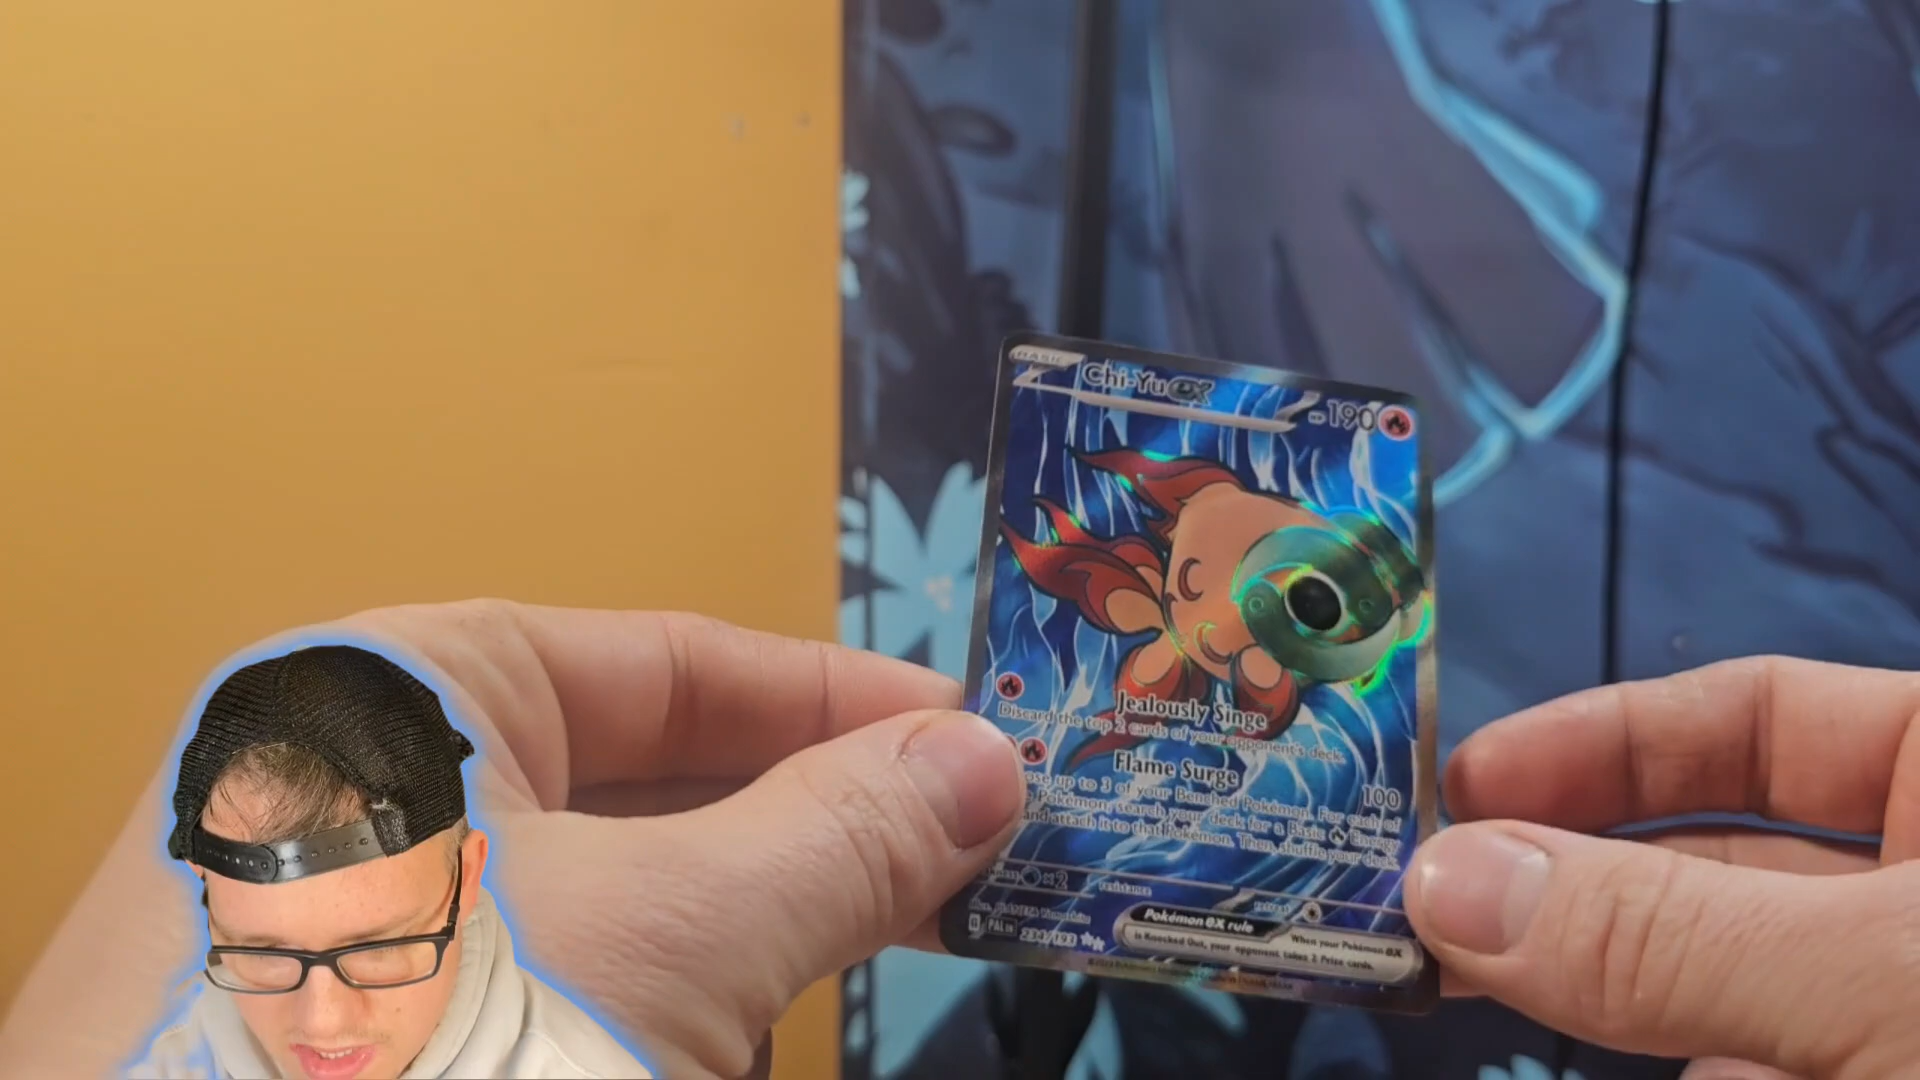 BASIC
Chi-Yu ex
190
Jealously Singe
Discard the top 2 cards of your opponent's deck.
Flame Surge
100
ose up to 3 of your Benched Pokémon. For each of
Pokémon, search your deck for a Basic Energy
and attach it to that Pokémon. Then, shuffle your deck.
×2
resistance
retreat
PAL EN 234/193
Pokémon ex rule
When your Pokémon ex
is Knocked Out, your opponent takes 2 Prize cards.